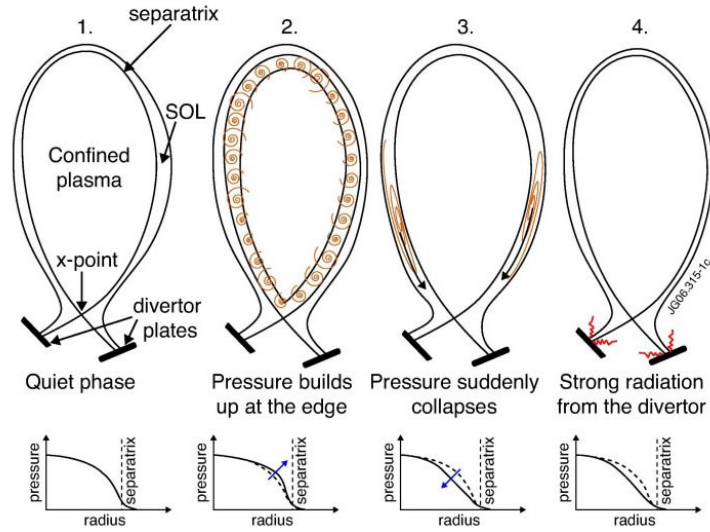 1.
2.
3.
4.
separatrix
SOL
Confined
plasma
x-point
divertor
plates
JG06.315-1c
Quiet phase
Pressure builds
up at the edge
Pressure suddenly
collapses
Strong radiation
from the divertor
pressure
separatrix
radius
pressure
separatrix
radius
pressure
separatrix
radius
pressure
separatrix
radius